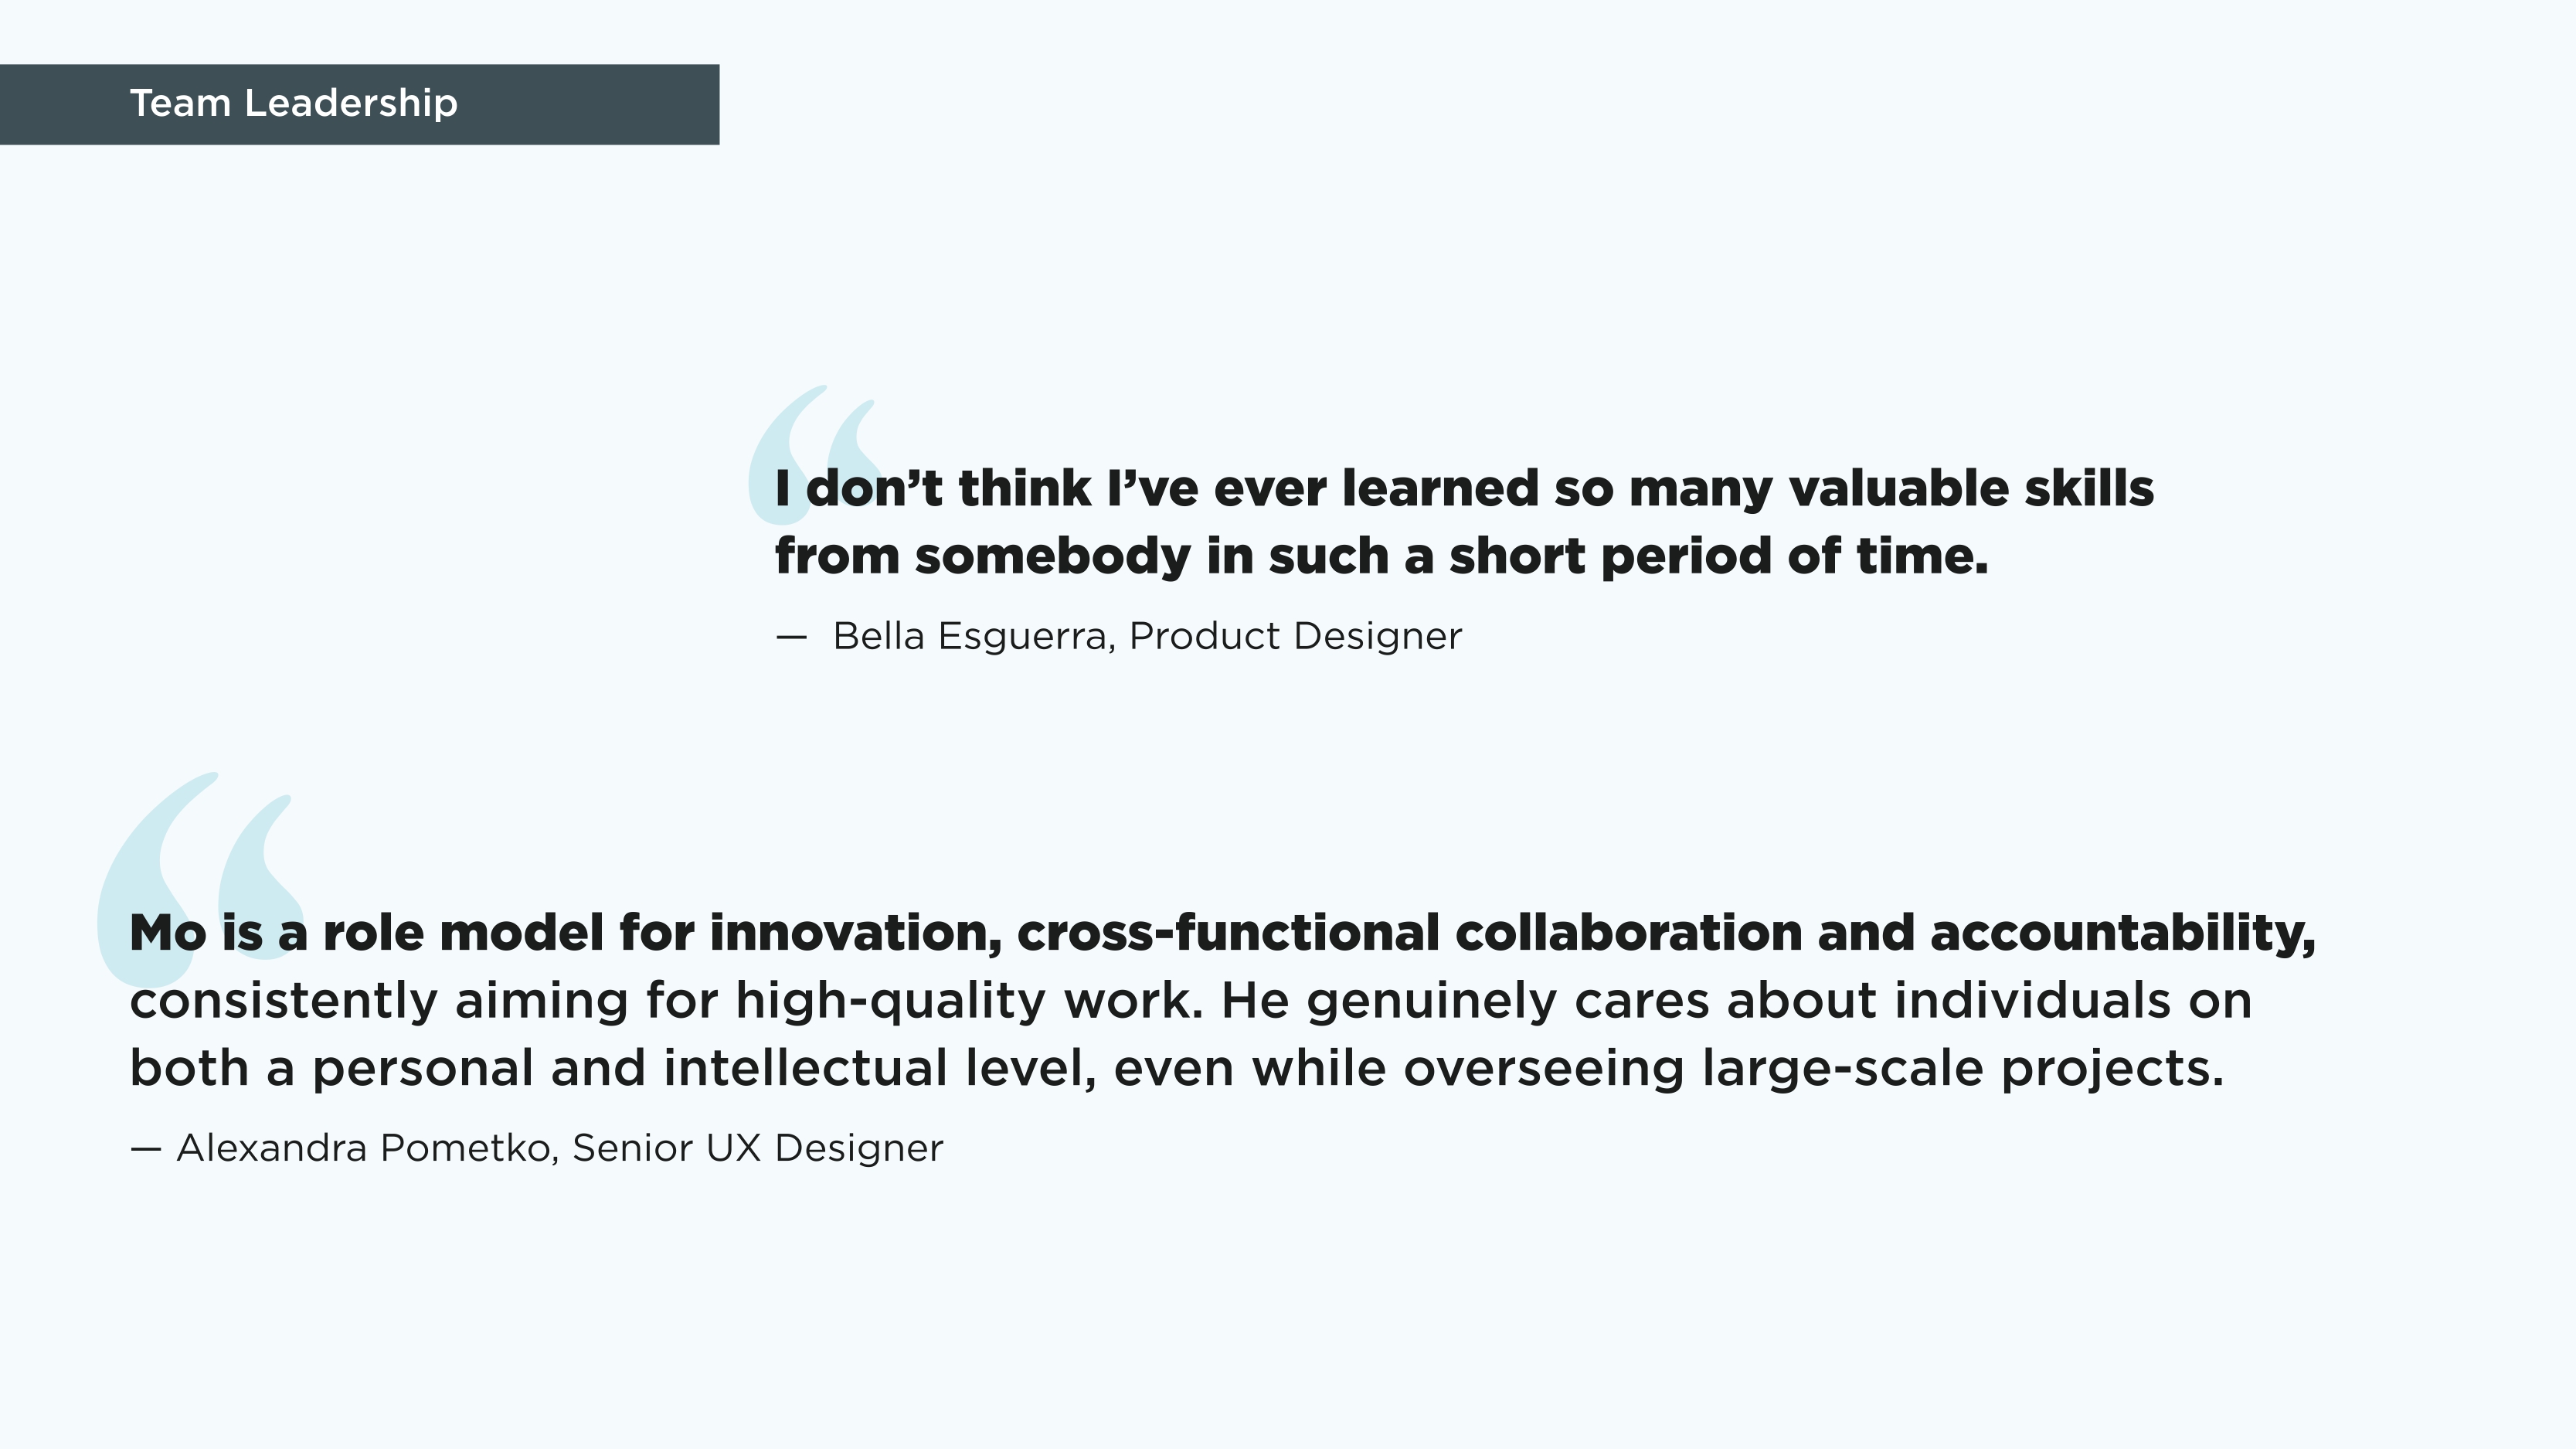 Team Leadership
I don’t think I’ve ever learned so many valuable skills
from somebody in such a short period of time.
— Bella Esguerra, Product Designer
Mo is a role model for innovation, cross-functional collaboration and accountability,
consistently aiming for high-quality work. He genuinely cares about individuals on
both a personal and intellectual level, even while overseeing large-scale projects.
— Alexandra Pometko, Senior UX Designer